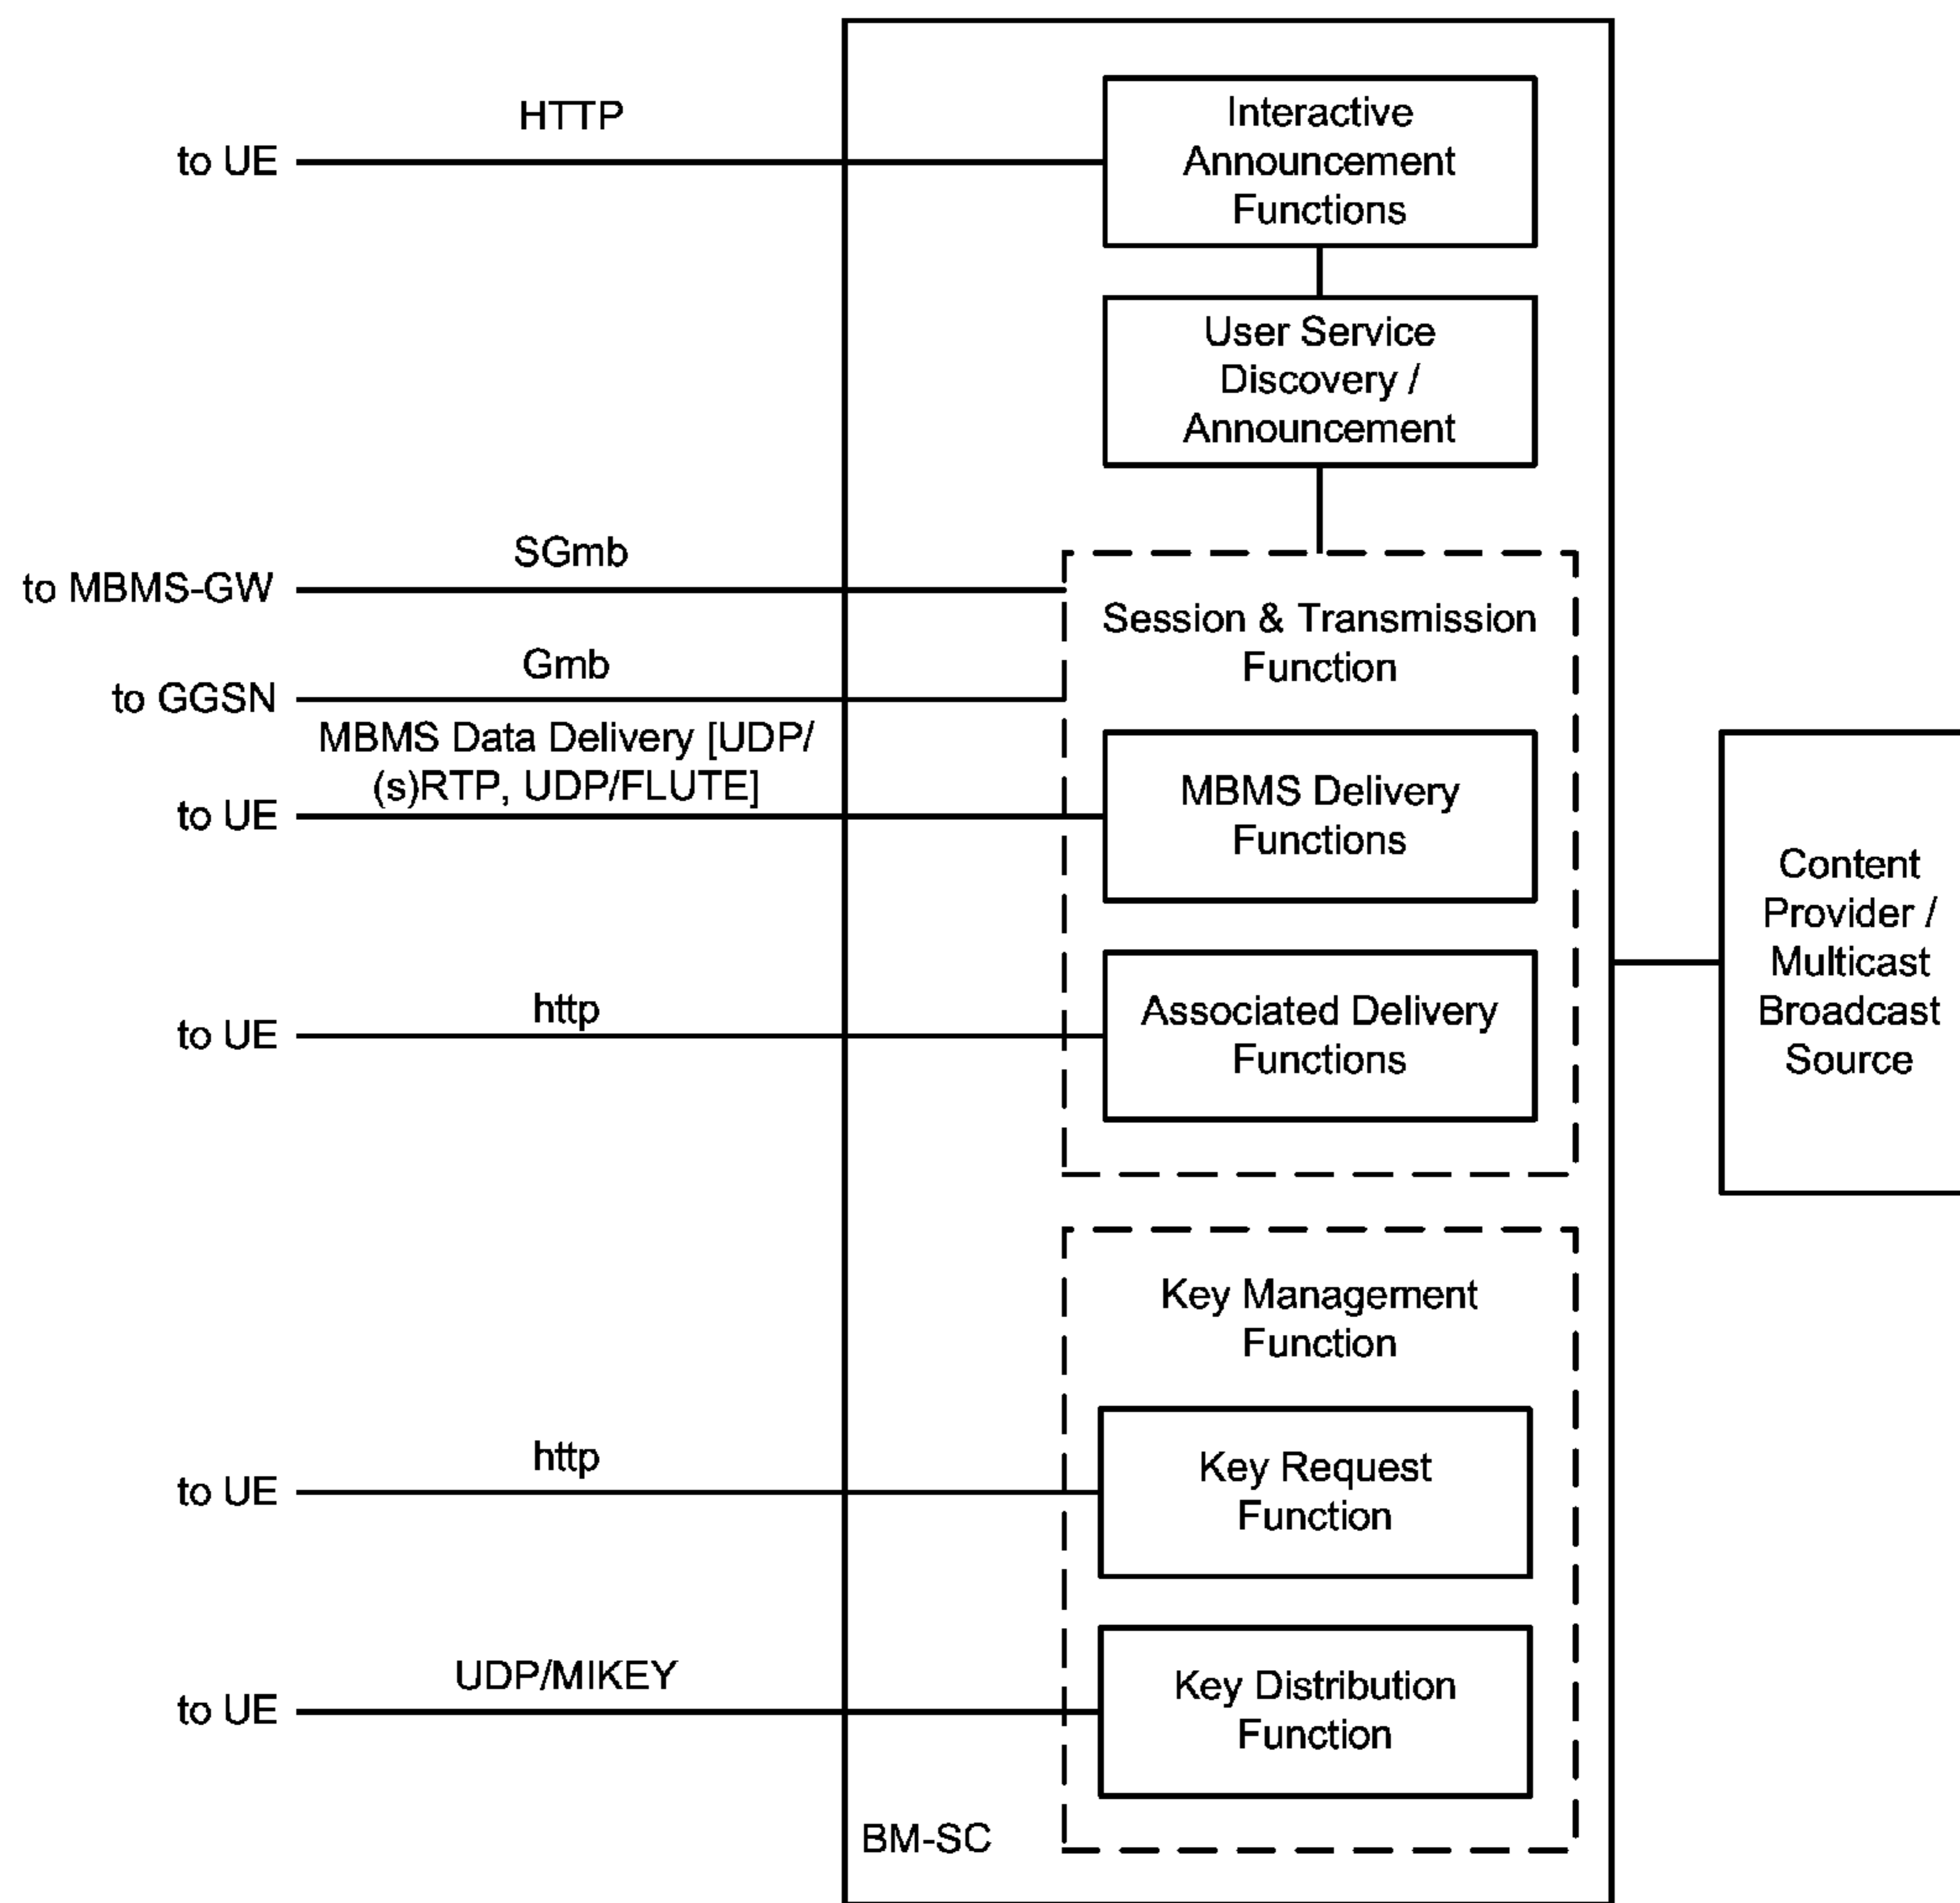 HTTP
to UE
Interactive
Announcement
Functions
User Service
Discovery /
Announcement
SGmb
to MBMS-GW
Session & Transmission
Function
Gmb
to GGSN
MBMS Data Delivery [UDP/
(s)RTP, UDP/FLUTE]
to UE
MBMS Delivery
Functions
Content
Provider /
Multicast
Broadcast
Source
http
to UE
Associated Delivery
Functions
Key Management
Function
http
to UE
Key Request
Function
UDP/MIKEY
to UE
Key Distribution
Function
BM-SC